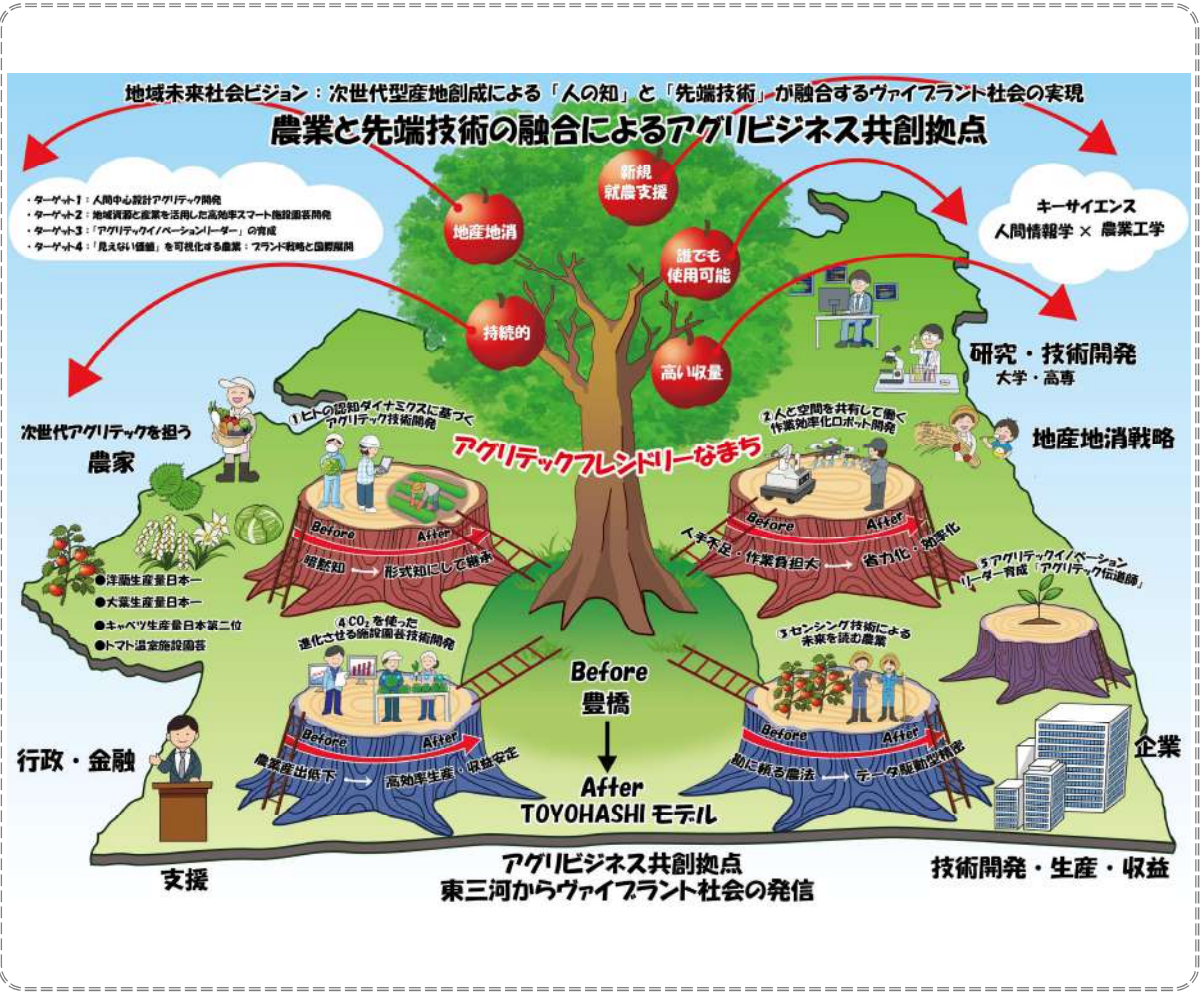 地域未来社会ビジョン:次世代型産地創成による「人の知」と「先端技術」が融合するヴァイブラント社会の実現
農業と先端技術の融合によるアグリビジネス共創拠点
・ターゲット1:人間中心設計アグリテック開発
・ターゲット2:地域資源と産業を活用した高効率スマート施設園芸開発
・ターゲット3:「アグリテックイノベーションリーダー」の育成
・ターゲット4:「見えない価値」を可視化する農業:ブランド戦略と国際展開
キーサイエンス
人間情報学 × 農業工学
新規
就農支援
地産地消
誰でも
使用可能
持続的
高い収量
研究・技術開発
大学・高専
地産地消戦略
次世代アグリテックを担う
農家
①ヒトの認知ダイナミクスに基づく
アグリテック技術開発
②人と空間を共有して働く
作業効率化ロボット開発
アグリテックフレンドリーなまち
Before
After
暗黙知 → 形式知にして継承
Before
After
人手不足・作業負担大 → 省力化・効率化
⑤アグリテックイノベーション
リーダー育成「アグリテック伝道師」
●洋蘭生産量日本一
●大葉生産量日本一
●キャベツ生産量日本第二位
●トマト温室施設園芸
④CO₂を使った
進化させる施設園芸技術開発
③センシング技術による
未来を読む農業
Before
After
農業産出低下 → 高効率生産・収益安定
Before
After
勘に頼る農法 → データ駆動型精密
Before
豊橋
After
TOYOHASHIモデル
行政・金融
支援
企業
技術開発・生産・収益
アグリビジネス共創拠点
東三河からヴァイブラント社会の発信